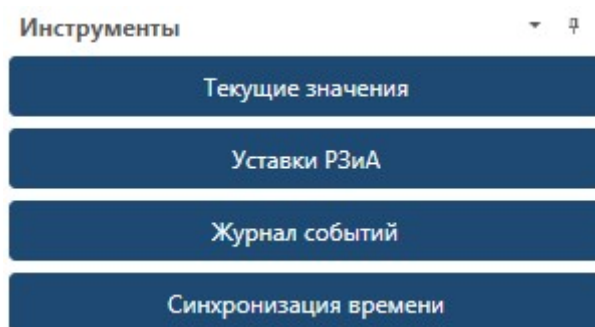 Инструменты
Текущие значения
Уставки РЗиА
Журнал событий
Синхронизация времени